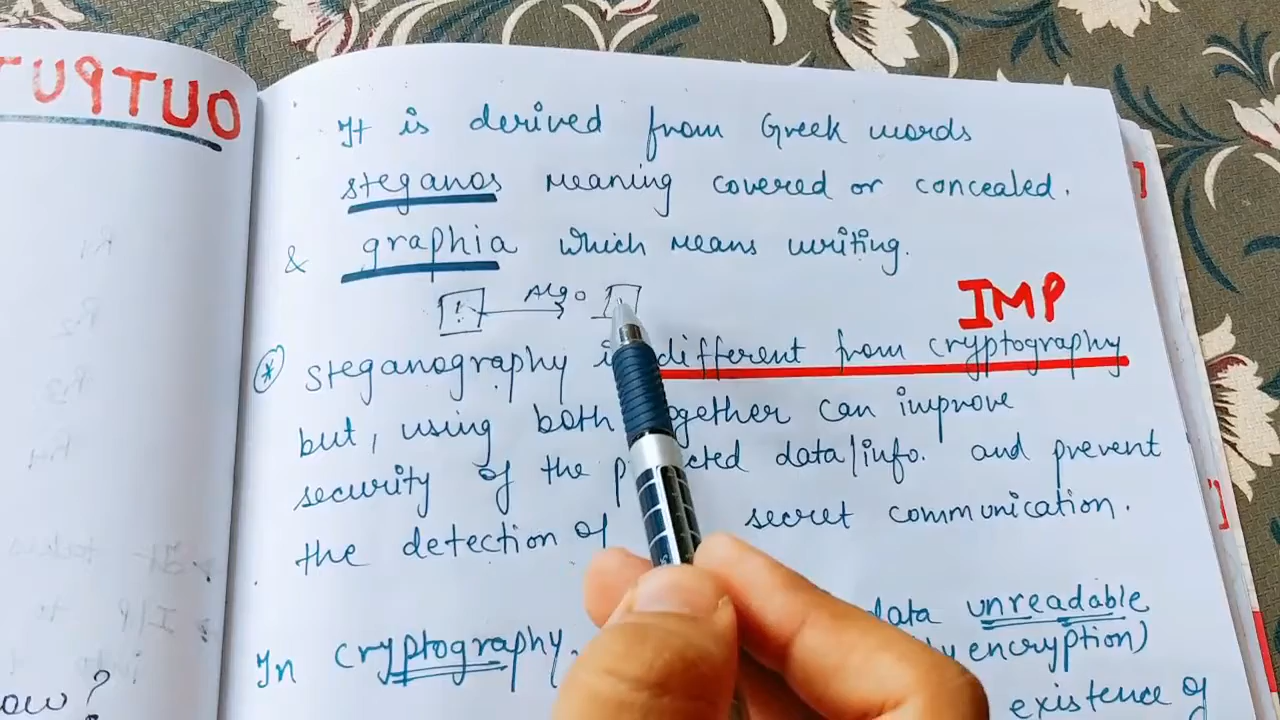 OUTPUT
It is derived from Greek words
steganos meaning covered or concealed.
& graphia which means writing.
Algo
IMP
* Steganography different from cryptography
but, using both together can improve
security of the data/info. and prevent
the detection of secret communication.
data unreadable
In cryptography, encryption)
existence of